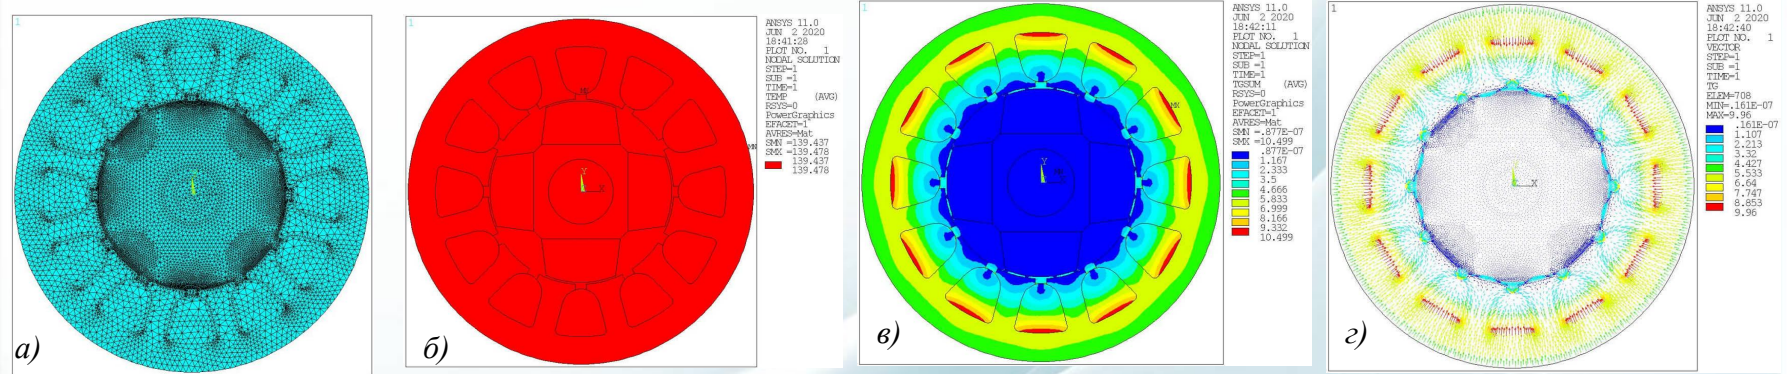 1
а)
1
MX
Y
X
MN
б)
ANSYS 11.0
JUN 2 2020
18:41:28
PLOT NO. 1
NODAL SOLUTION
STEP=1
SUB =1
TIME=1
TEMP (AVG)
RSYS=0
PowerGraphics
EFACET=1
AVRES=Mat
SMN =139.437
SMX =139.478
139.437
139.478
1
MX
Y
MN
X
в)
ANSYS 11.0
JUN 2 2020
18:42:11
PLOT NO. 1
NODAL SOLUTION
STEP=1
SUB =1
TIME=1
TGSUM (AVG)
RSYS=0
PowerGraphics
EFACET=1
AVRES=Mat
SMN =.877E-07
SMX =10.499
.877E-07
1.167
2.333
3.5
4.666
5.833
6.999
8.166
9.332
10.499
1
X
г)
ANSYS 11.0
JUN 2 2020
18:42:40
PLOT NO. 1
VECTOR
STEP=1
SUB =1
TIME=1
TG
ELEM=708
MIN=.161E-07
MAX=9.96
.161E-07
1.107
2.213
3.32
4.427
5.533
6.64
7.747
8.853
9.96